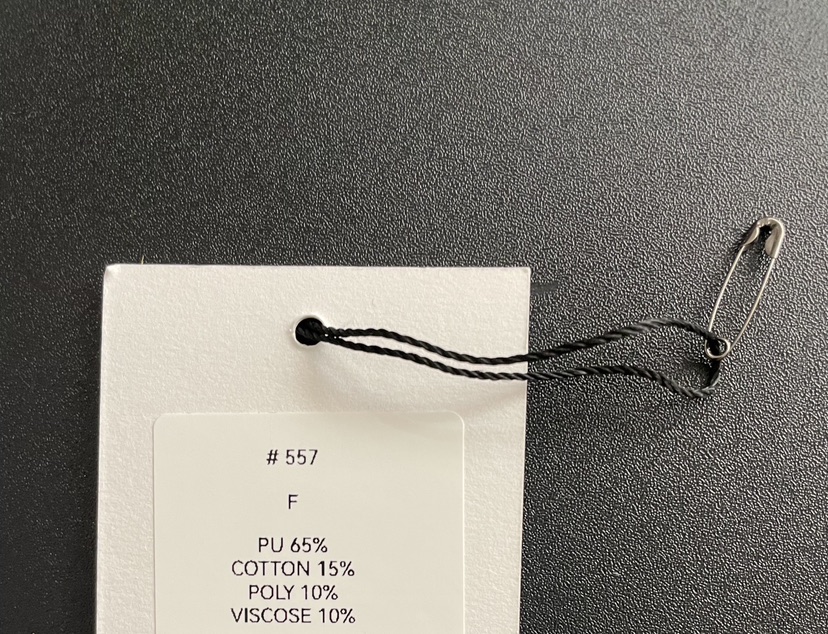 # 557
F
PU 65%
COTTON 15%
POLY 10%
VISCOSE 10%